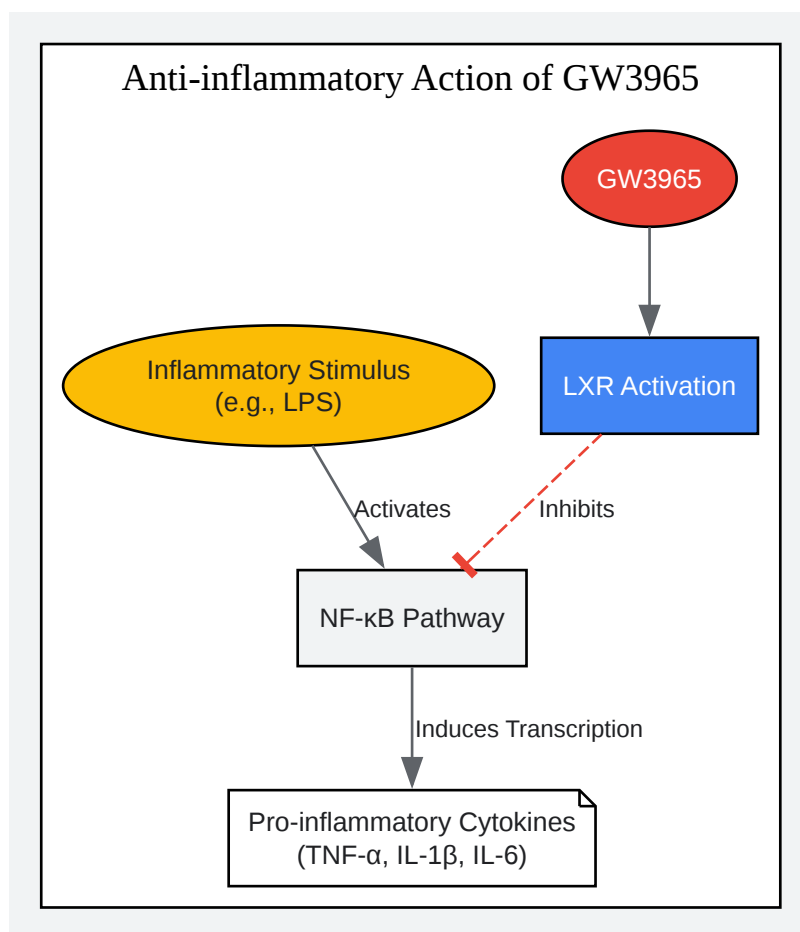 Anti-inflammatory Action of GW3965
GW3965
Inflammatory Stimulus
(e.g., LPS)
LXR Activation
Activates
Inhibits
NF-κB Pathway
Induces Transcription
Pro-inflammatory Cytokines
(TNF-α, IL-1β, IL-6)